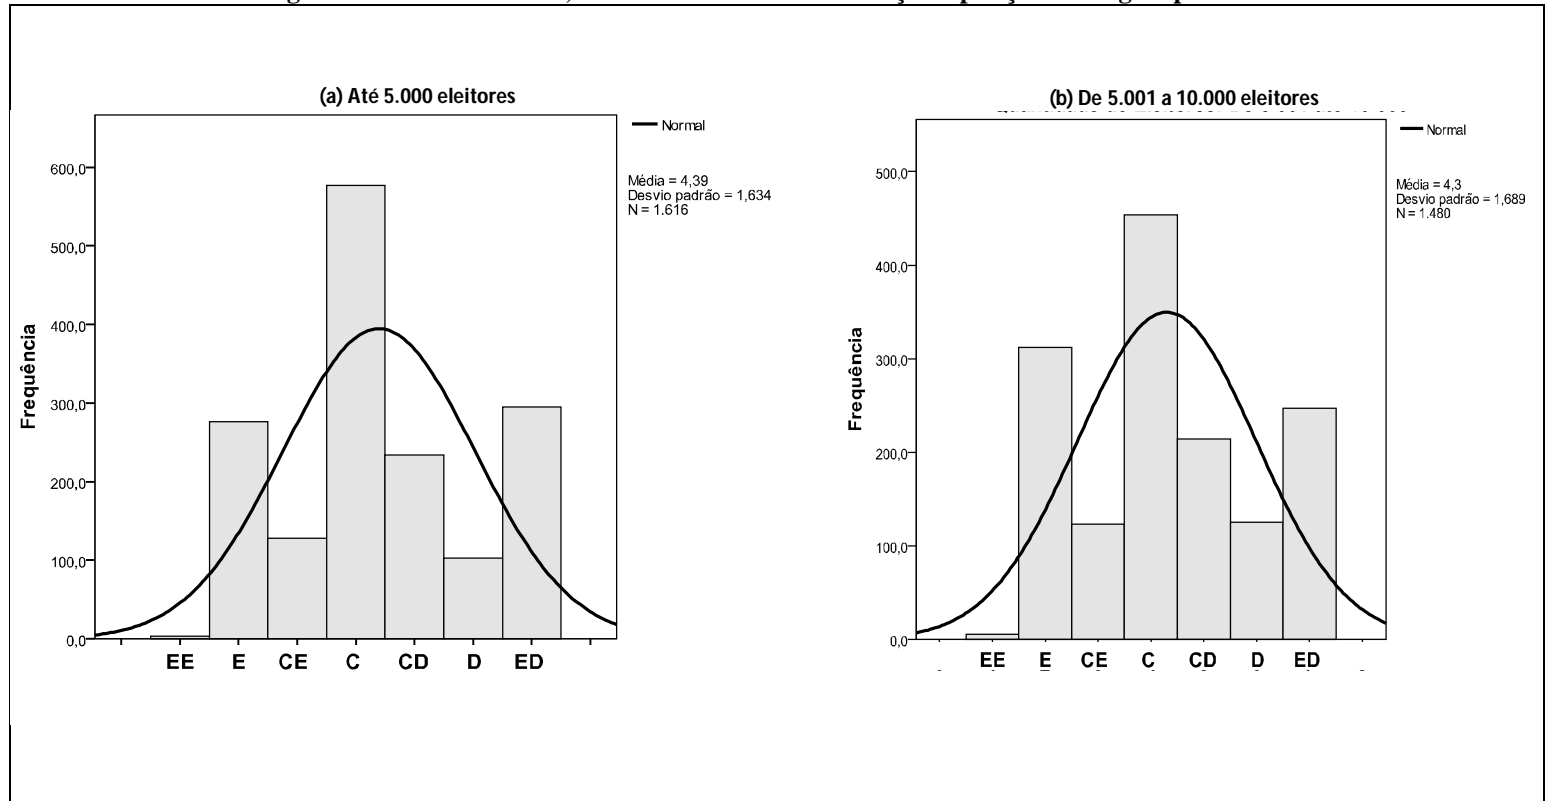 (a) Até 5.000 eleitores
Normal
Média = 4,39
Desvio padrão = 1,634
N = 1.616
600,0
500,0
400,0
300,0
200,0
100,0
0,0
Frequência
EE E CE C CD D ED
(b) De 5.001 a 10.000 eleitores
Normal
Média = 4,3
Desvio padrão = 1,689
N = 1.480
500,0
400,0
300,0
200,0
100,0
0,0
Frequência
EE E CE C CD D ED